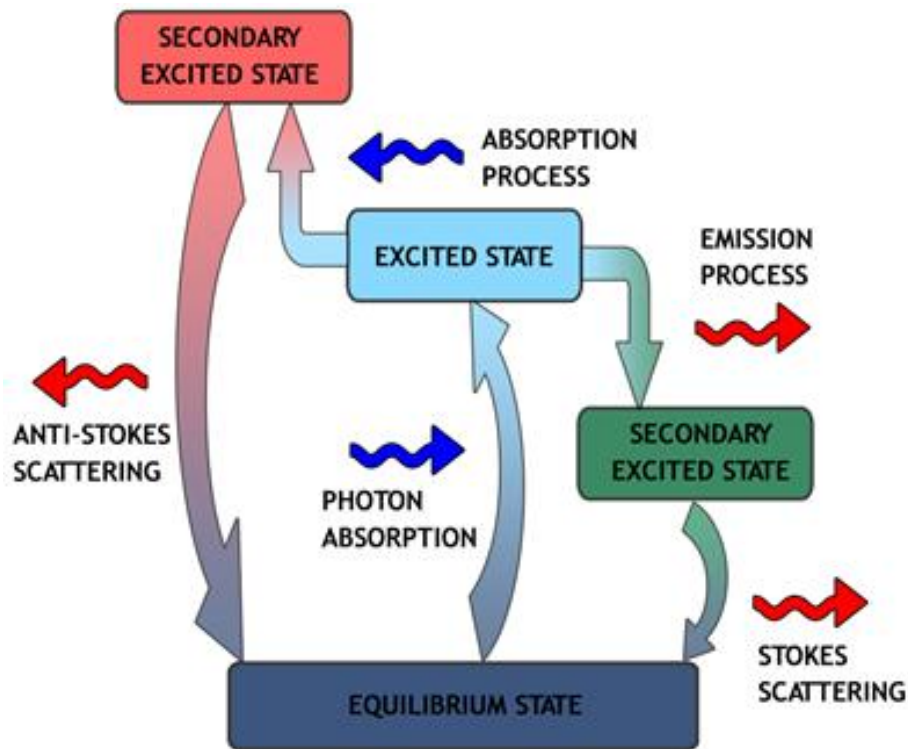 SECONDARY
EXCITED STATE
ABSORPTION
PROCESS
EXCITED STATE
EMISSION
PROCESS
ANTI-STOKES
SCATTERING
SECONDARY
EXCITED STATE
PHOTON
ABSORPTION
STOKES
SCATTERING
EQUILIBRIUM STATE